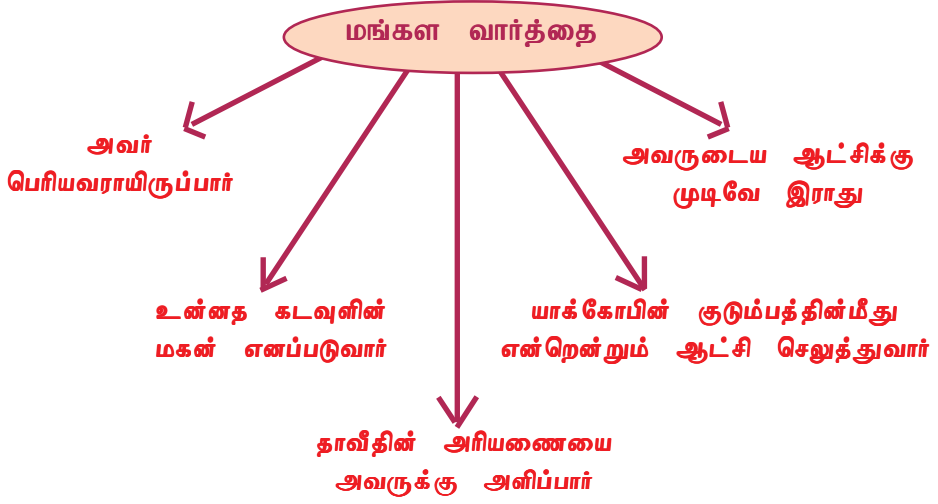 மங்கள வார்த்தை
அவர்
பெரியவராயிருப்பார்
உன்னத கடவுளின்
மகன் எனப்படுவார்
தாவீதின் அரியணையை
அவருக்கு அளிப்பார்
யாக்கோபின் குடும்பத்தின்மீது
என்றென்றும் ஆட்சி செலுத்துவார்
அவருடைய ஆட்சிக்கு
முடிவே இராது